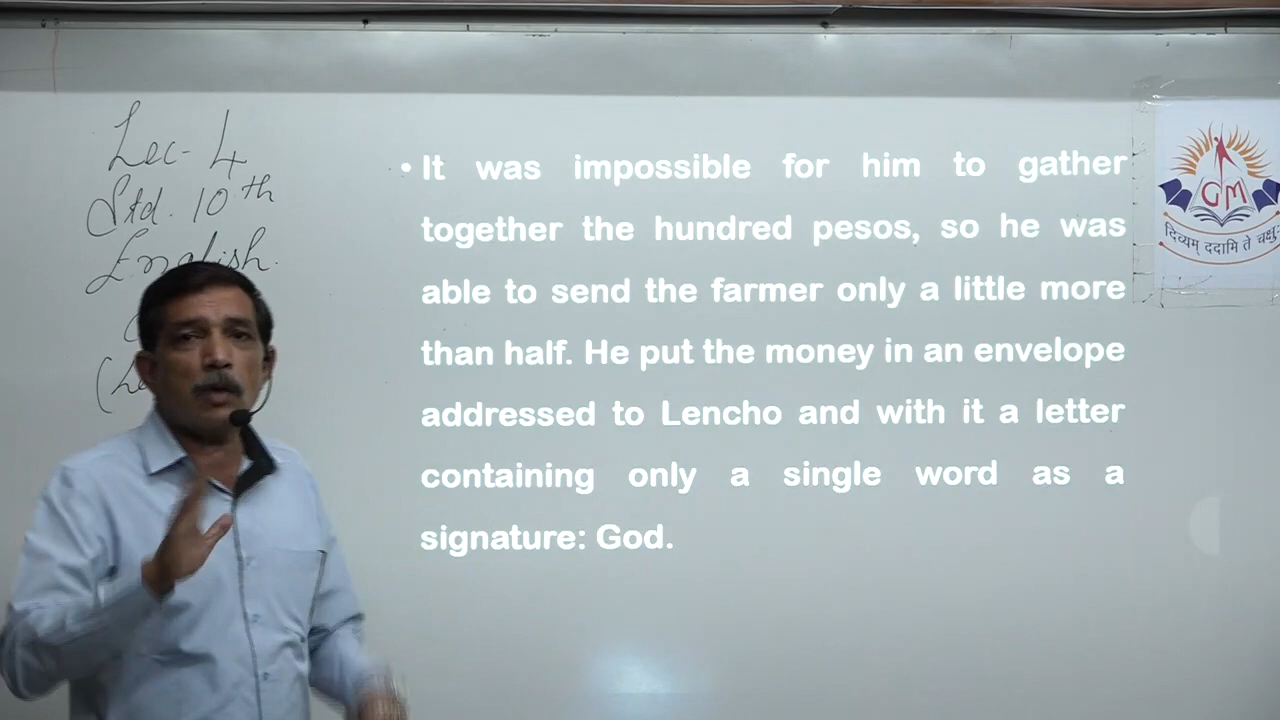 Lec- 4
Std. 10th
English.
• It was impossible for him to gather
together the hundred pesos, so he was
able to send the farmer only a little more
than half. He put the money in an envelope
addressed to Lencho and with it a letter
containing only a single word as a
signature: God.
GM
दिव्यम् ददामि ते चक्षुः